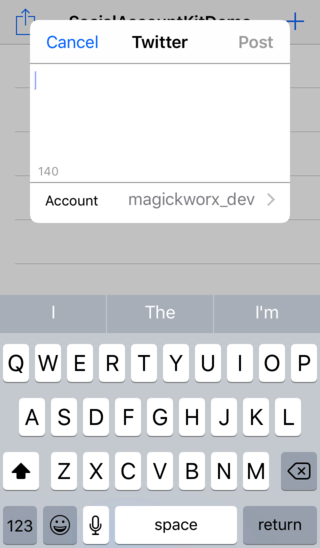 SocialAccountKitDemo
Cancel Twitter Post
140
Account magickworx_dev
I The I'm
Q W E R T Y U I O P
A S D F G H J K L
Z X C V B N M
123 space return